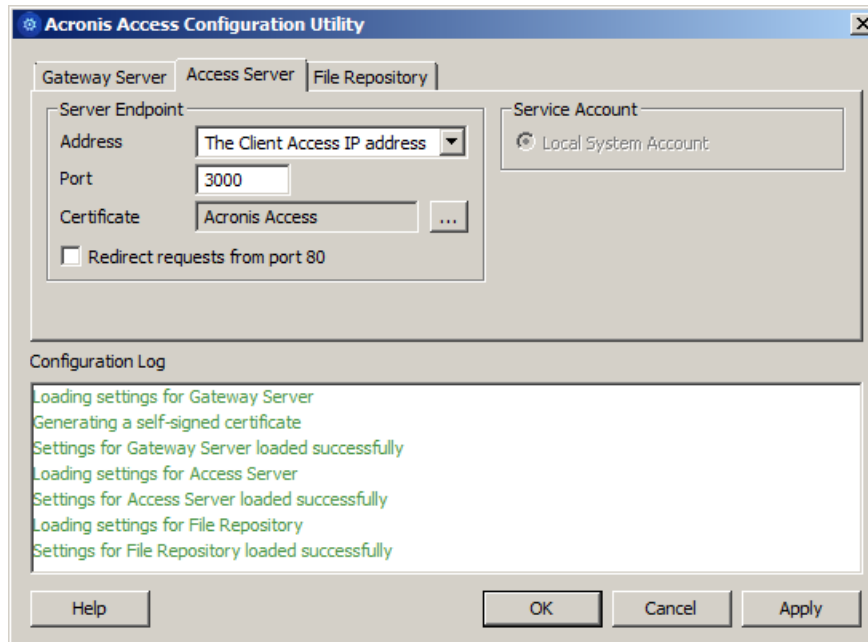 Acronis Access Configuration Utility
Gateway Server
Access Server
File Repository
Server Endpoint
Address
The Client Access IP address
Port
3000
Certificate
Acronis Access
...
Redirect requests from port 80
Service Account
Local System Account
Configuration Log
Loading settings for Gateway Server
Generating a self-signed certificate
Settings for Gateway Server loaded successfully
Loading settings for Access Server
Settings for Access Server loaded successfully
Loading settings for File Repository
Settings for File Repository loaded successfully
Help
OK
Cancel
Apply